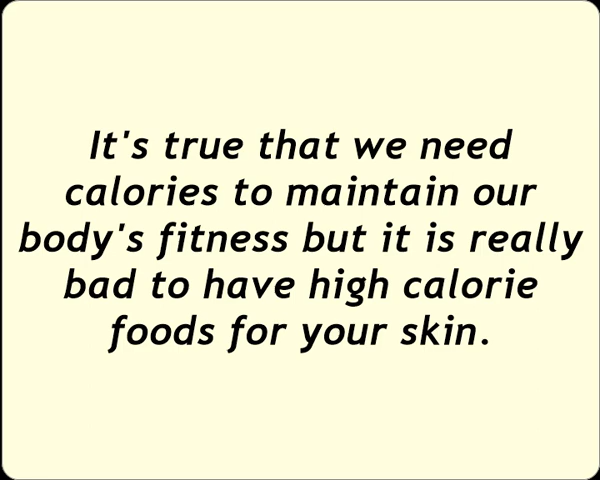 It's true that we need
calories to maintain our
body's fitness but it is really
bad to have high calorie
foods for your skin.